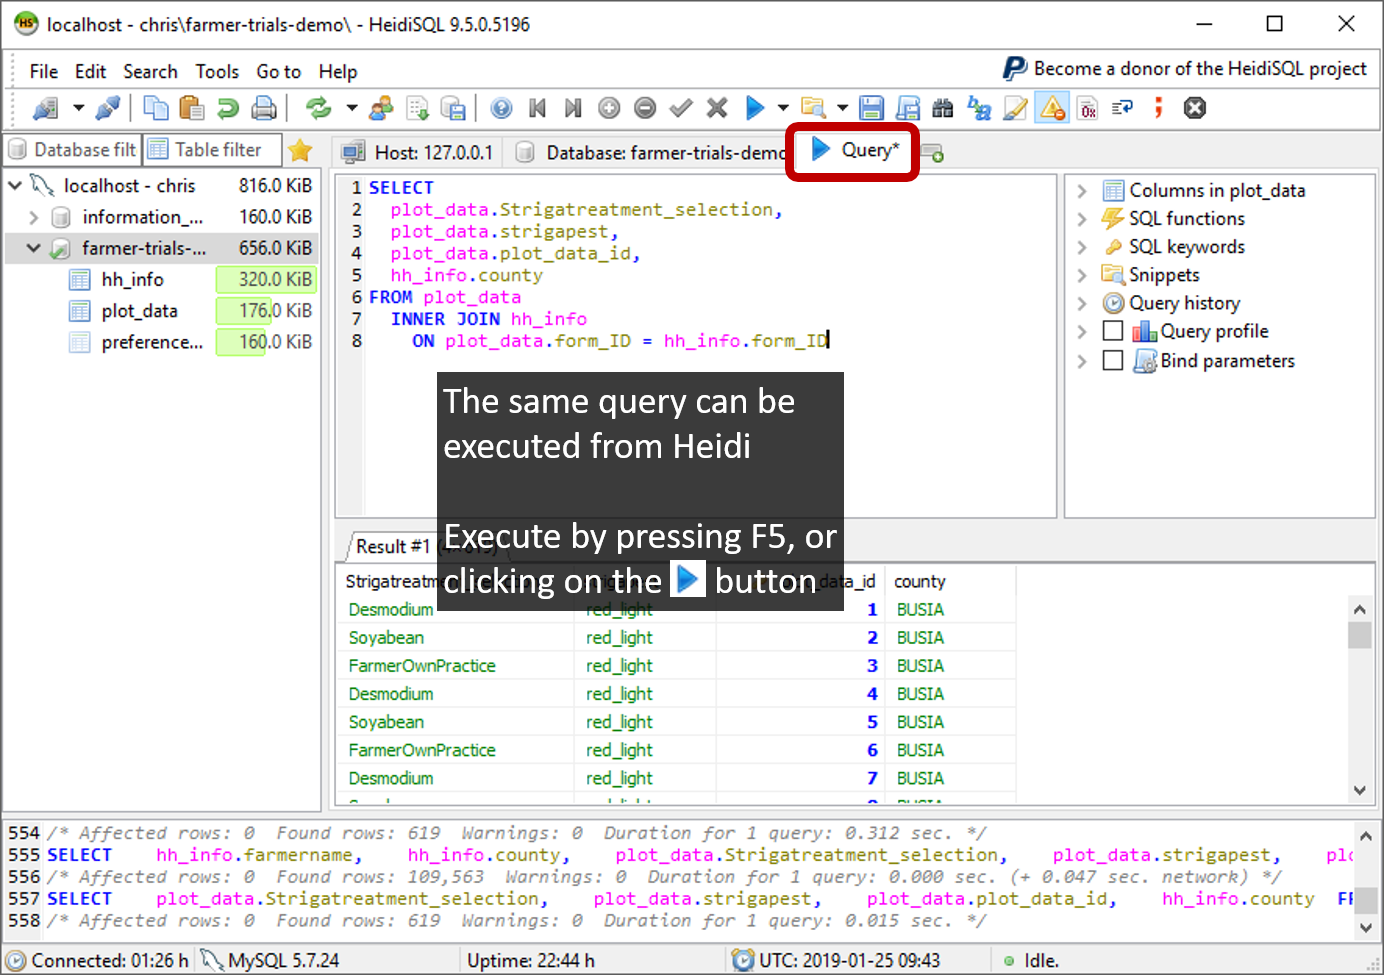 localhost - chris\farmer-trials-demo\ - HeidiSQL 9.5.0.5196
File Edit Search Tools Go to Help
Become a donor of the HeidiSQL project
Database filt Table filter
Host: 127.0.0.1 Database: farmer-trials-demo Query*
localhost - chris 816.0 KiB
information_... 160.0 KiB
farmer-trials-... 656.0 KiB
hh_info 320.0 KiB
plot_data 176.0 KiB
preference... 160.0 KiB
1 SELECT
2 plot_data.Strigatreatment_selection,
3 plot_data.strigapest,
4 plot_data.plot_data_id,
5 hh_info.county
6 FROM plot_data
7 INNER JOIN hh_info
8 ON plot_data.form_ID = hh_info.form_ID
Columns in plot_data
SQL functions
SQL keywords
Snippets
Query history
Query profile
Bind parameters
The same query can be
executed from Heidi
Execute by pressing F5, or
clicking on the button.
Result #1
county
Desmodium red_light 1 BUSIA
Soyabean red_light 2 BUSIA
FarmerOwnPractice red_light 3 BUSIA
Desmodium red_light 4 BUSIA
Soyabean red_light 5 BUSIA
FarmerOwnPractice red_light 6 BUSIA
Desmodium red_light 7 BUSIA
554 /* Affected rows: 0 Found rows: 619 Warnings: 0 Duration for 1 query: 0.312 sec. */
555 SELECT hh_info.farmername, hh_info.county, plot_data.Strigatreatment_selection, plot_data.strigapest,
556 /* Affected rows: 0 Found rows: 109,563 Warnings: 0 Duration for 1 query: 0.000 sec. (+ 0.047 sec. network) */
557 SELECT plot_data.Strigatreatment_selection, plot_data.strigapest, plot_data.plot_data_id, hh_info.county
558 /* Affected rows: 0 Found rows: 619 Warnings: 0 Duration for 1 query: 0.015 sec. */
Connected: 01:26 h MySQL 5.7.24 Uptime: 22:44 h UTC: 2019-01-25 09:43 Idle.